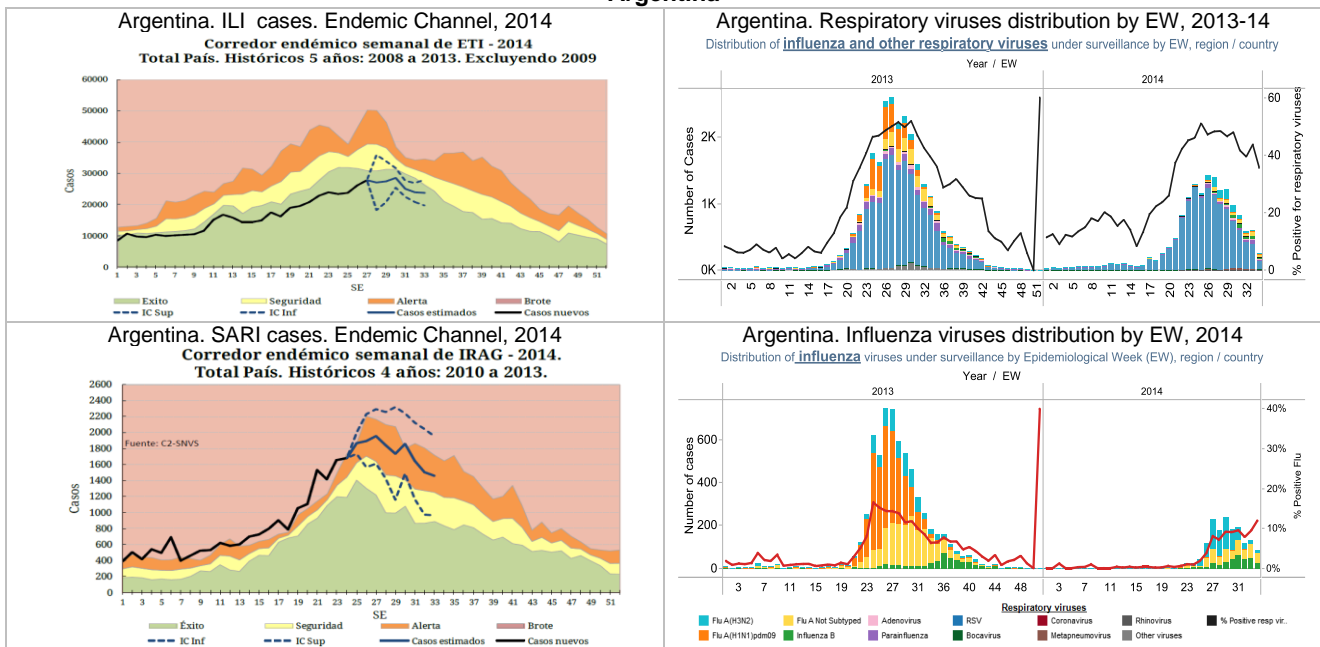 Argentina
Argentina. ILI cases. Endemic Channel, 2014
Corredor endémico semanal de ETI - 2014
Total País. Históricos 5 años: 2008 a 2013. Excluyendo 2009
60000
50000
40000
30000
20000
10000
0
Casos
1 3 5 7 9 11 13 15 17 19 21 23 25 27 29 31 33 35 37 39 41 43 45 47 49 51
SE
Exito Seguridad Alerta Brote
IC Sup IC Inf Casos estimados Casos nuevos
Argentina. Respiratory viruses distribution by EW, 2013-14
Distribution of influenza and other respiratory viruses under surveillance by EW, region / country
Year / EW
2013 2014
Number of Cases
2K
1K
0K
60
40
20
0
% Positive for respiratory viruses
2 5 8 11 14 17 20 23 26 29 32 36 39 42 45 48 51 2 5 8 11 14 17 20 23 26 29 32
Argentina. SARI cases. Endemic Channel, 2014
Corredor endémico semanal de IRAG - 2014.
Total País. Históricos 4 años: 2010 a 2013.
2600
2400
2200
2000
1800
1600
1400
1200
1000
800
600
400
200
0
Casos
Fuente: C2-SNVS
1 3 5 7 9 11 13 15 17 19 21 23 25 27 29 31 33 35 37 39 41 43 45 47 49 51
SE
Éxito Seguridad Alerta Brote
IC Inf IC Sup Casos estimados Casos nuevos
Argentina. Influenza viruses distribution by EW, 2014
Distribution of influenza viruses under surveillance by Epidemiological Week (EW), region / country
Year / EW
2013 2014
Number of cases
600
400
200
0
40%
30%
20%
10%
0%
% Positive Flu
3 7 11 15 19 23 27 31 36 40 44 48 3 7 11 15 19 23 27 31
Respiratory viruses
Flu A(H3N2) Flu A Not Subtyped Adenovirus RSV Coronavirus Rhinovirus % Positive resp vir..
Flu A(H1N1)pdm09 Influenza B Parainfluenza Bocavirus Metapneumovirus Other viruses